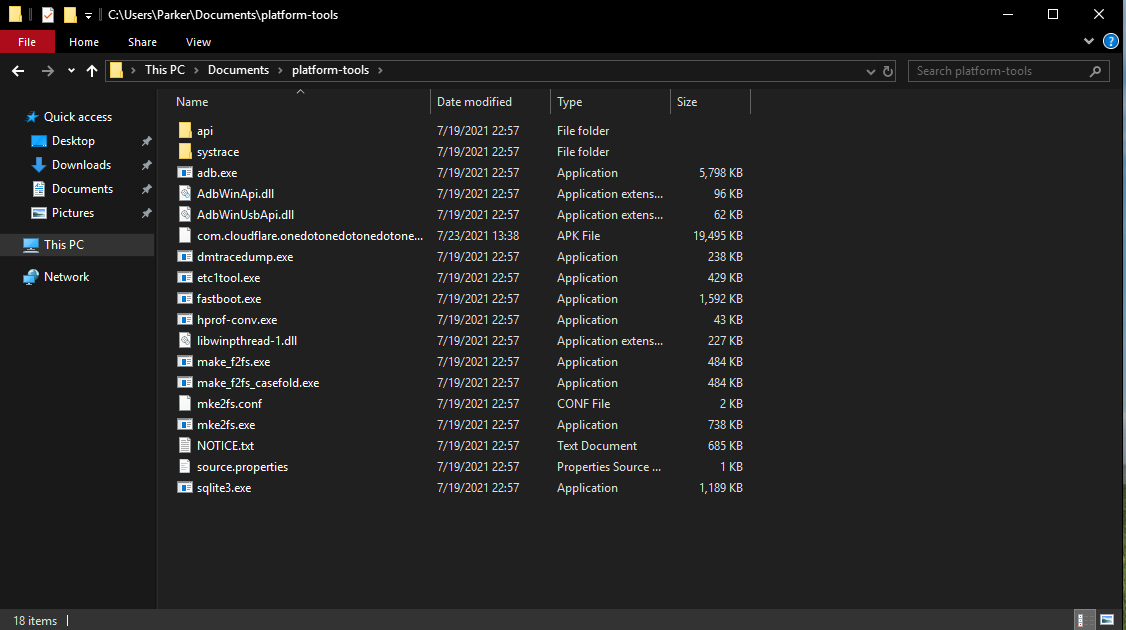 C:\Users\Parker\Documents\platform-tools
File Home Share View
This PC Documents platform-tools Search platform-tools
Name Date modified Type Size
Quick access
Desktop
Downloads
Documents
Pictures
This PC
Network
api 7/19/2021 22:57 File folder
systrace 7/19/2021 22:57 File folder
adb.exe 7/19/2021 22:57 Application 5,798 KB
AdbWinApi.dll 7/19/2021 22:57 Application extens... 96 KB
AdbWinUsbApi.dll 7/19/2021 22:57 Application extens... 62 KB
com.cloudflare.onedotonedotonedotone... 7/23/2021 13:38 APK File 19,495 KB
dmtracedump.exe 7/19/2021 22:57 Application 238 KB
etc1tool.exe 7/19/2021 22:57 Application 429 KB
fastboot.exe 7/19/2021 22:57 Application 1,592 KB
hprof-conv.exe 7/19/2021 22:57 Application 43 KB
libwinpthread-1.dll 7/19/2021 22:57 Application extens... 227 KB
make_f2fs.exe 7/19/2021 22:57 Application 484 KB
make_f2fs_casefold.exe 7/19/2021 22:57 Application 484 KB
mke2fs.conf 7/19/2021 22:57 CONF File 2 KB
mke2fs.exe 7/19/2021 22:57 Application 738 KB
NOTICE.txt 7/19/2021 22:57 Text Document 685 KB
source.properties 7/19/2021 22:57 Properties Source ... 1 KB
sqlite3.exe 7/19/2021 22:57 Application 1,189 KB
18 items